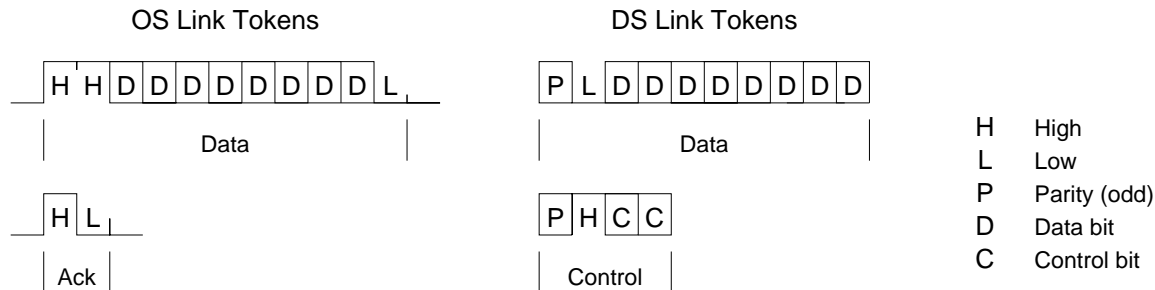 OS Link Tokens
DS Link Tokens
H H D D D D D D D D L
P L D D D D D D D D
Data
Data
H L
P H C C
Ack
Control
H High
L Low
P Parity (odd)
D Data bit
C Control bit